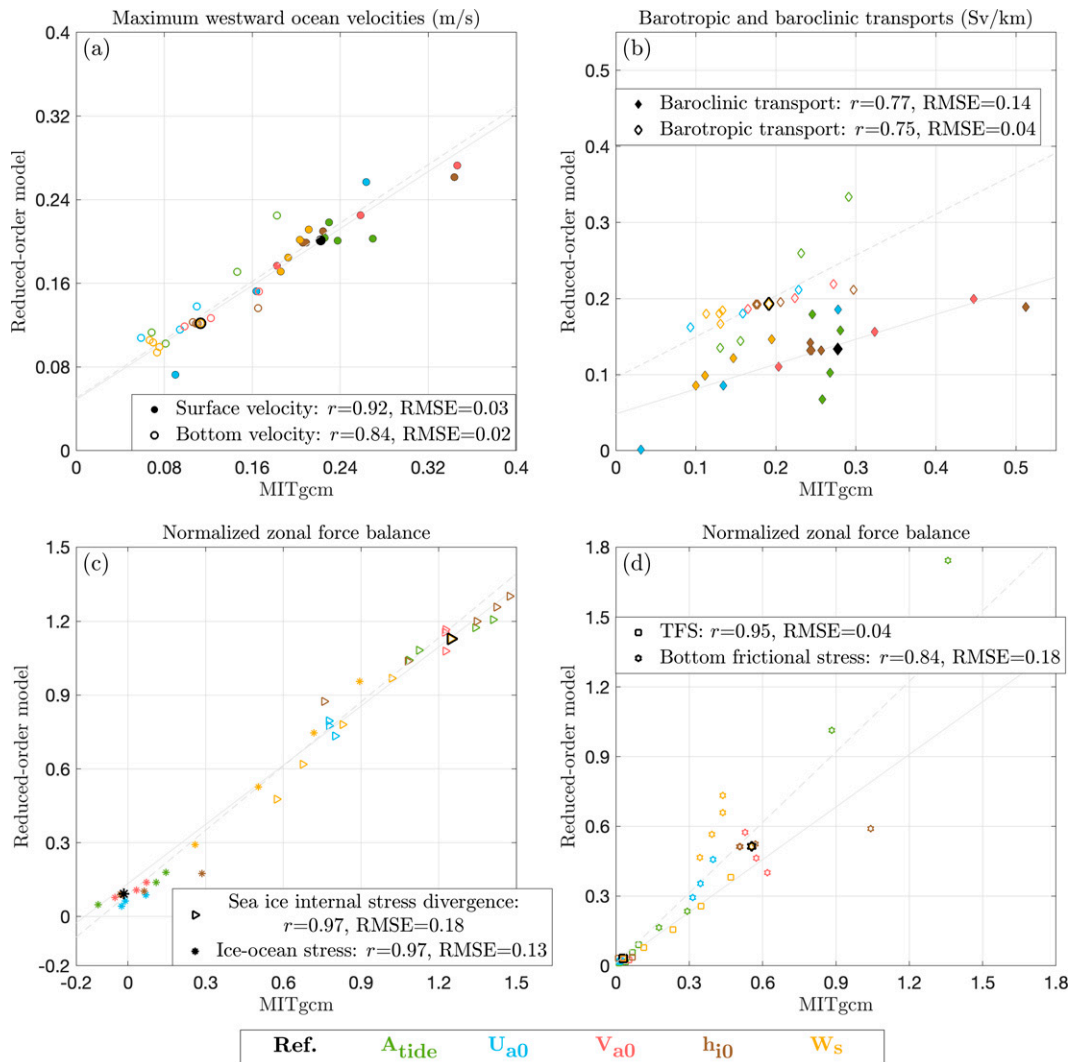 Maximum westward ocean velocities (m/s)
(a)
0.4
0.32
0.24
0.16
0.08
0
Reduced-order model
Surface velocity: r=0.92, RMSE=0.03
Bottom velocity: r=0.84, RMSE=0.02
0 0.08 0.16 0.24 0.32 0.4
MITgcm
Barotropic and baroclinic transports (Sv/km)
(b)
0.5
0.4
0.3
0.2
0.1
0
Reduced-order model
Baroclinic transport: r=0.77, RMSE=0.14
Barotropic transport: r=0.75, RMSE=0.04
0 0.1 0.2 0.3 0.4 0.5
MITgcm
Normalized zonal force balance
(c)
1.5
1.2
0.9
0.6
0.3
0
-0.2
Reduced-order model
Sea ice internal stress divergence:
r=0.97, RMSE=0.18
Ice-ocean stress: r=0.97, RMSE=0.13
-0.2 0 0.3 0.6 0.9 1.2 1.5
MITgcm
Normalized zonal force balance
(d)
1.8
1.5
1.2
0.9
0.6
0.3
0
Reduced-order model
TFS: r=0.95, RMSE=0.04
Bottom frictional stress: r=0.84, RMSE=0.18
0 0.3 0.6 0.9 1.2 1.5 1.8
MITgcm
Ref. A_tide U_a0 V_a0 h_i0 W_s